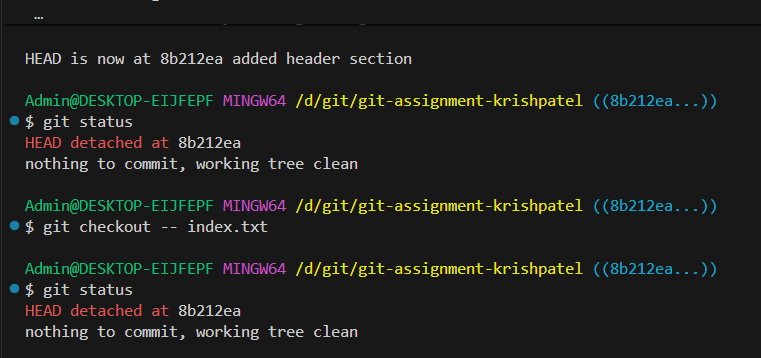 …
HEAD is now at 8b212ea added header section
Admin@DESKTOP-EIJFEPF MINGW64 /d/git/git-assignment-krishpatel ((8b212ea...))
$ git status
HEAD detached at 8b212ea
nothing to commit, working tree clean
Admin@DESKTOP-EIJFEPF MINGW64 /d/git/git-assignment-krishpatel ((8b212ea...))
$ git checkout -- index.txt
Admin@DESKTOP-EIJFEPF MINGW64 /d/git/git-assignment-krishpatel ((8b212ea...))
$ git status
HEAD detached at 8b212ea
nothing to commit, working tree clean